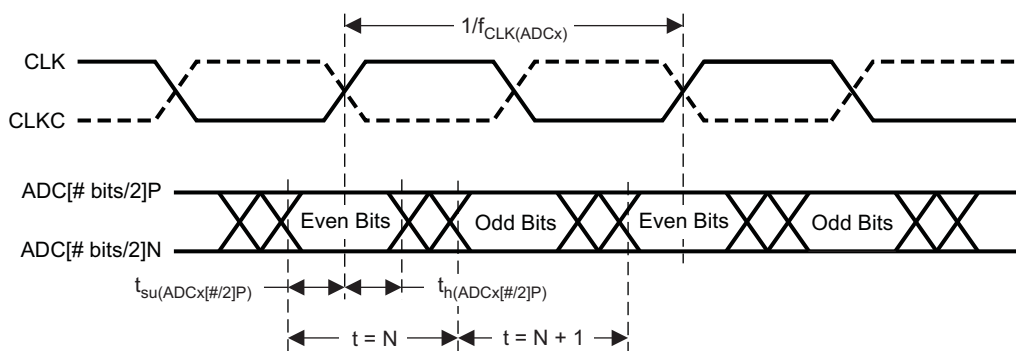 1/fCLK(ADCx)
CLK
CLKC
ADC[# bits/2]P
Even Bits Odd Bits Even Bits Odd Bits
ADC[# bits/2]N
tsu(ADCx[#/2]P) th(ADCx[#/2]P)
t = N t = N + 1